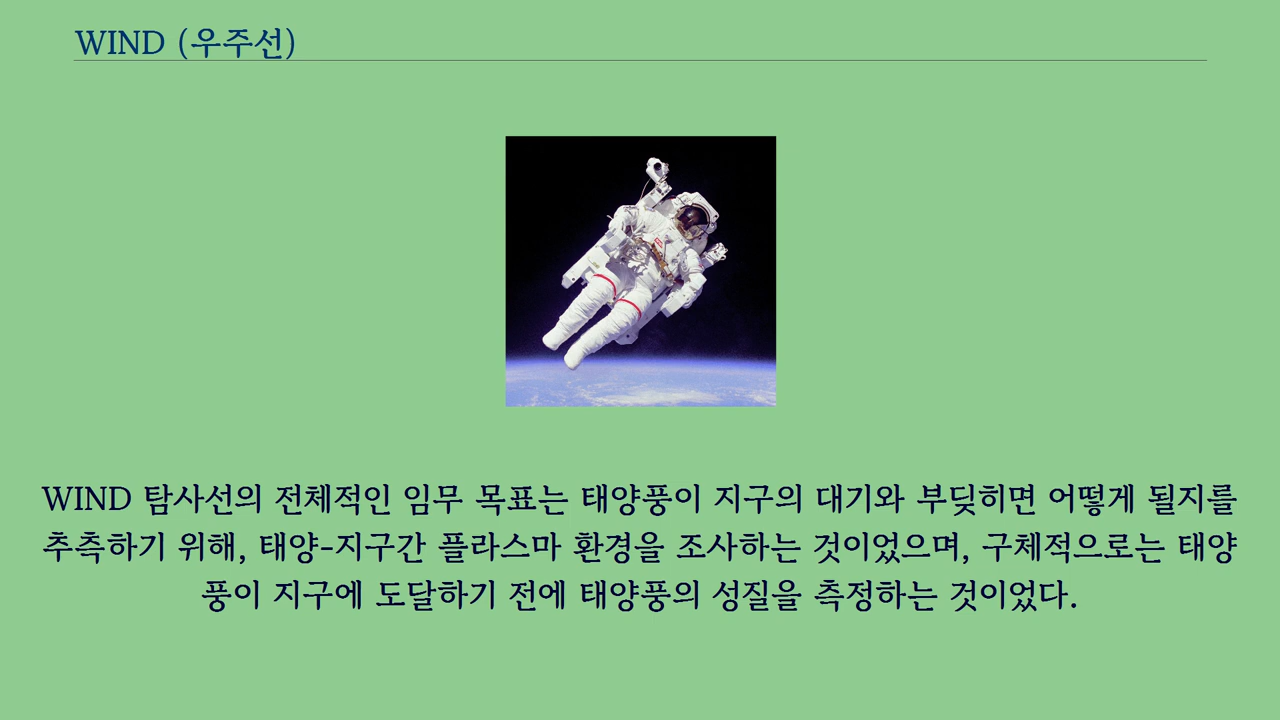 WIND (우주선)
WIND 탐사선의 전체적인 임무 목표는 태양풍이 지구의 대기와 부딪히면 어떻게 될지를
추측하기 위해, 태양-지구간 플라스마 환경을 조사하는 것이었으며, 구체적으로는 태양
풍이 지구에 도달하기 전에 태양풍의 성질을 측정하는 것이었다.